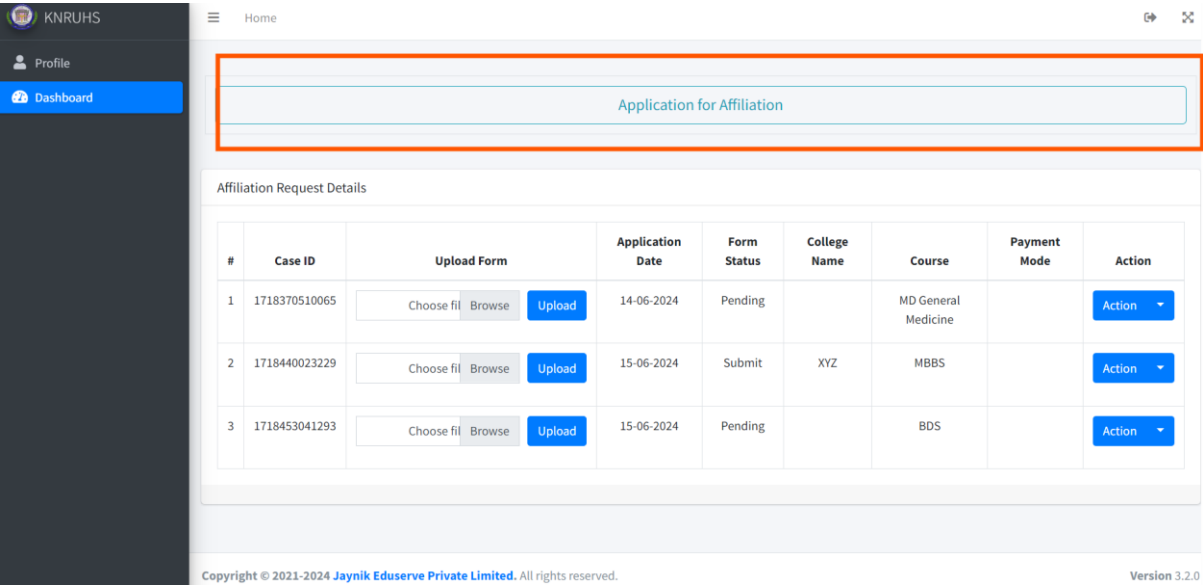 KNRUHS
Home
Profile
Dashboard
Application for Affiliation
Affiliation Request Details
# Case ID Upload Form Application Date Form Status College Name Course Payment Mode Action
1 1718370510065 Choose fil Browse Upload 14-06-2024 Pending MD General Medicine Action
2 1718440023229 Choose fil Browse Upload 15-06-2024 Submit XYZ MBBS Action
3 1718453041293 Choose fil Browse Upload 15-06-2024 Pending BDS Action
Copyright © 2021-2024 Jaynik Eduserve Private Limited. All rights reserved. Version 3.2.0